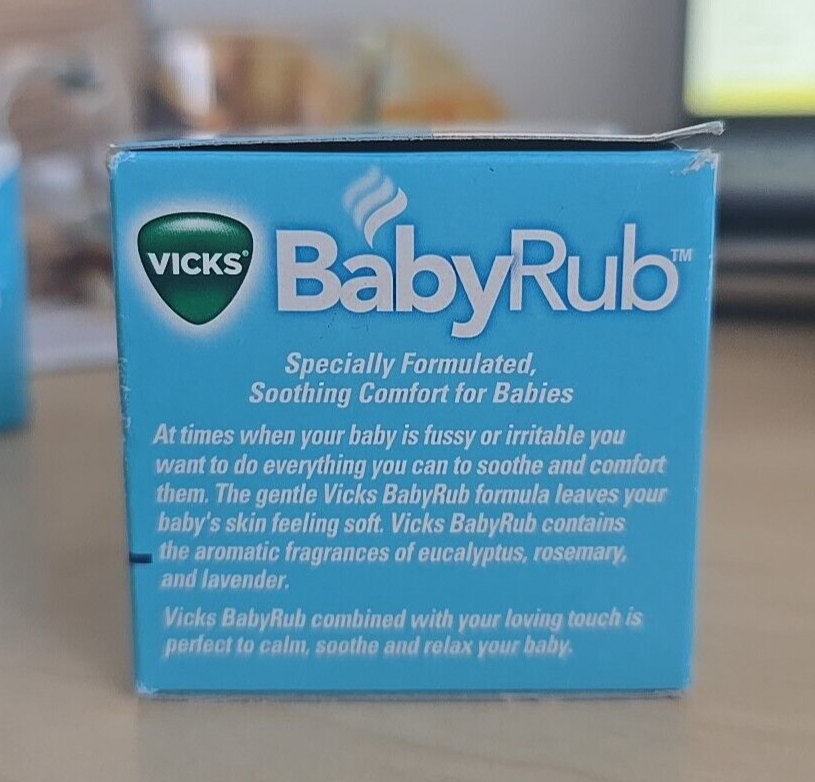 VICKS®
BabyRub™
Specially Formulated,
Soothing Comfort for Babies
At times when your baby is fussy or irritable you
want to do everything you can to soothe and comfort
them. The gentle Vicks BabyRub formula leaves your
baby's skin feeling soft. Vicks BabyRub contains
the aromatic fragrances of eucalyptus, rosemary,
and lavender.
Vicks BabyRub combined with your loving touch is
perfect to calm, soothe and relax your baby.